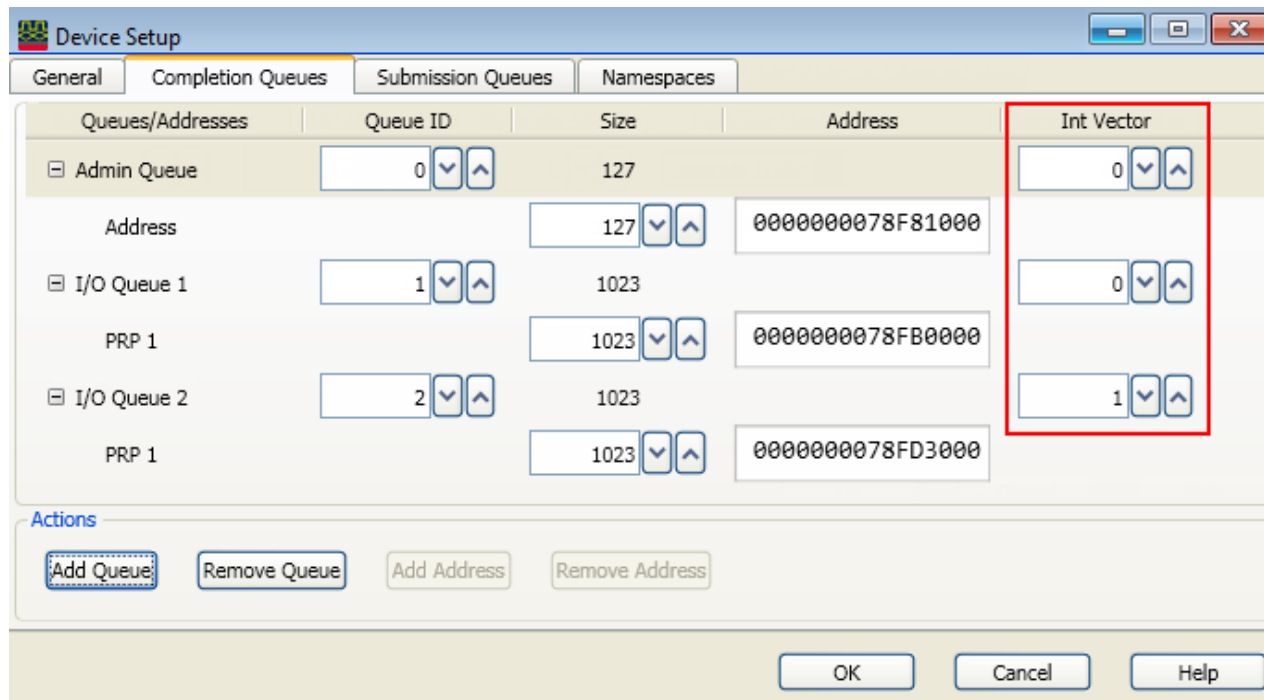 Device Setup
General Completion Queues Submission Queues Namespaces
Queues/Addresses Queue ID Size Address Int Vector
Admin Queue 0 127 0
Address 127 0000000078F81000
I/O Queue 1 1 1023 0
PRP 1 1023 0000000078FB0000
I/O Queue 2 2 1023 1
PRP 1 1023 0000000078FD3000
Actions
Add Queue Remove Queue Add Address Remove Address
OK Cancel Help